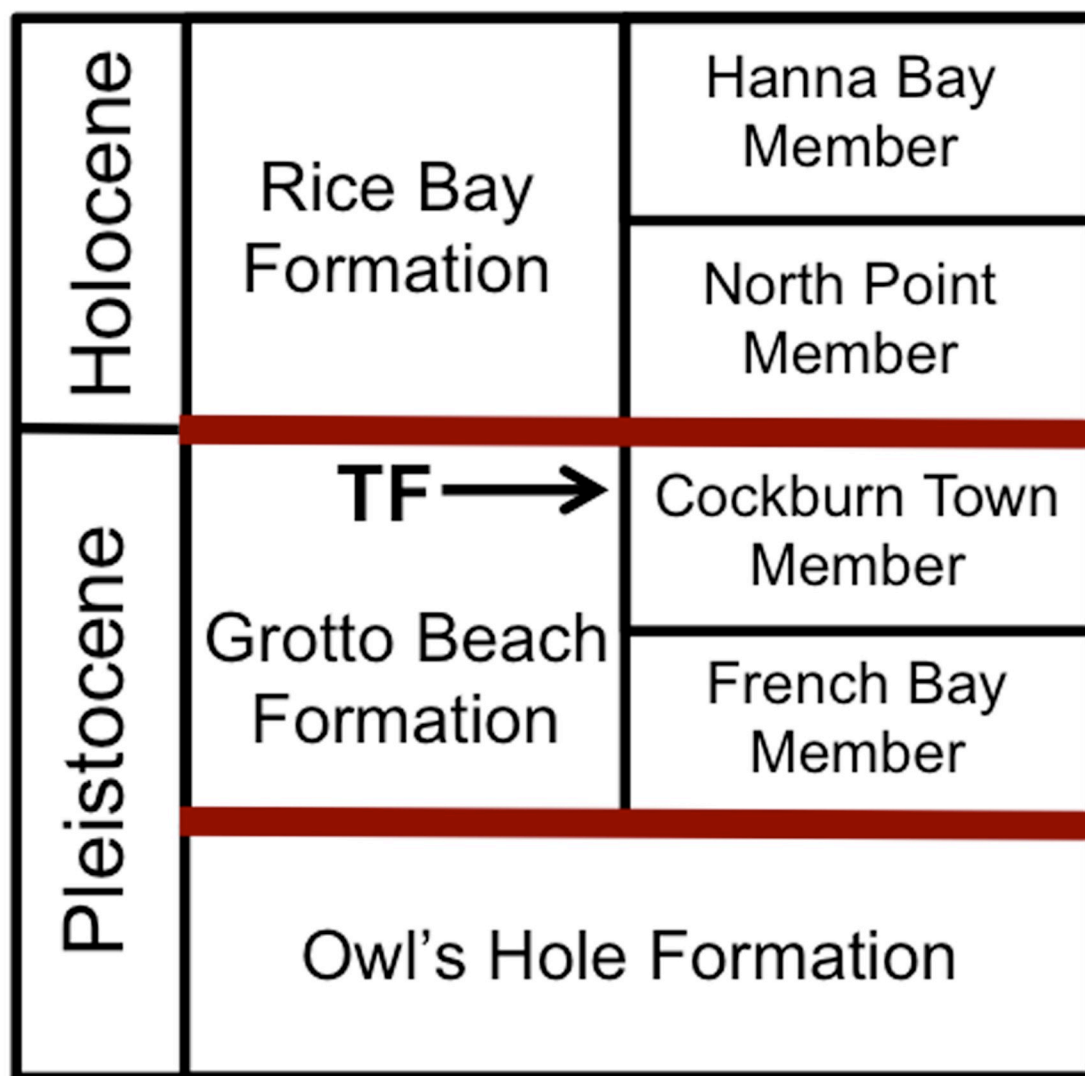 Holocene
Rice Bay
Formation
Hanna Bay
Member
North Point
Member
Pleistocene
TF
Grotto Beach
Formation
Cockburn Town
Member
French Bay
Member
Owl’s Hole Formation